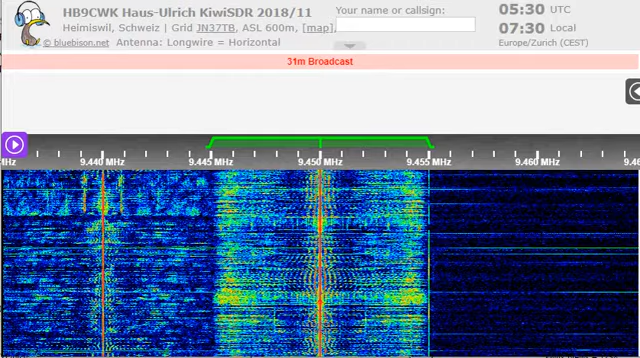 HB9CWK Haus-Ulrich KiwiSDR 2018/11
Heimiswil, Schweiz | Grid JN37TB, ASL 600m, [map],
© bluebison.net Antenna: Longwire = Horizontal
Your name or callsign:
05:30 UTC
07:30 Local
Europe/Zurich (CEST)
31m Broadcast
9.440 MHz 9.445 MHz 9.450 MHz 9.455 MHz 9.460 MHz